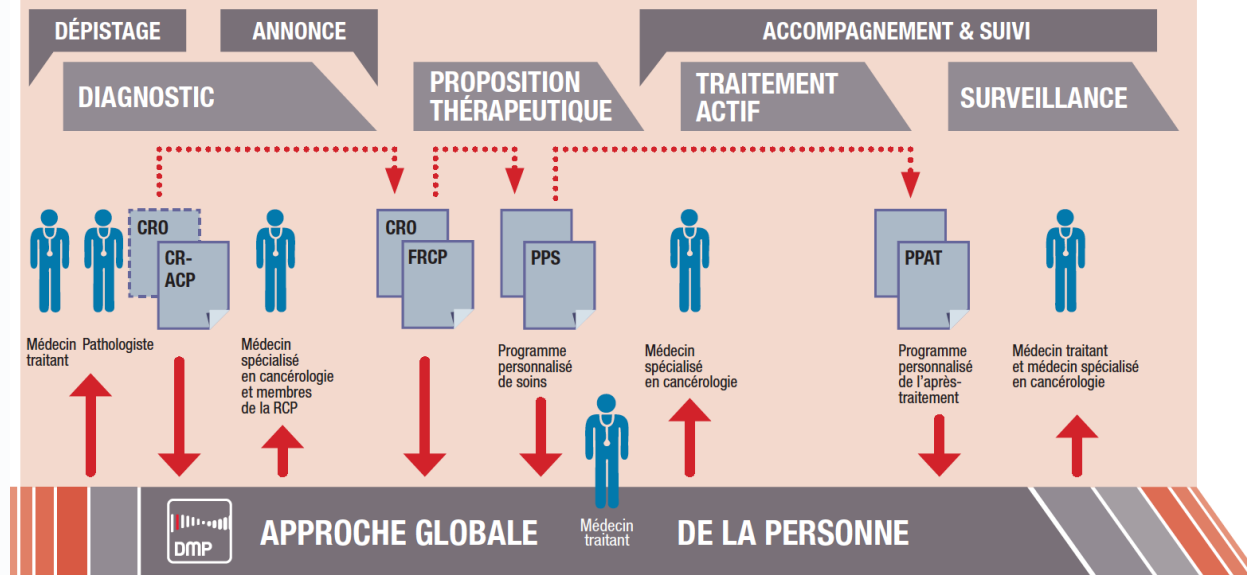 DÉPISTAGE
ANNONCE
ACCOMPAGNEMENT & SUIVI
DIAGNOSTIC
PROPOSITION
THÉRAPEUTIQUE
TRAITEMENT
ACTIF
SURVEILLANCE
CRO
CR-
ACP
CRO
FRCP
PPS
PPAT
Médecin
traitant
Pathologiste
Médecin
spécialisé
en cancérologie
et membres
de la RCP
Programme
personnalisé
de soins
Médecin
spécialisé
en cancérologie
Programme
personnalisé
de l'après-
traitement
Médecin traitant
et médecin spécialisé
en cancérologie
DMP
APPROCHE GLOBALE
Médecin
traitant
DE LA PERSONNE